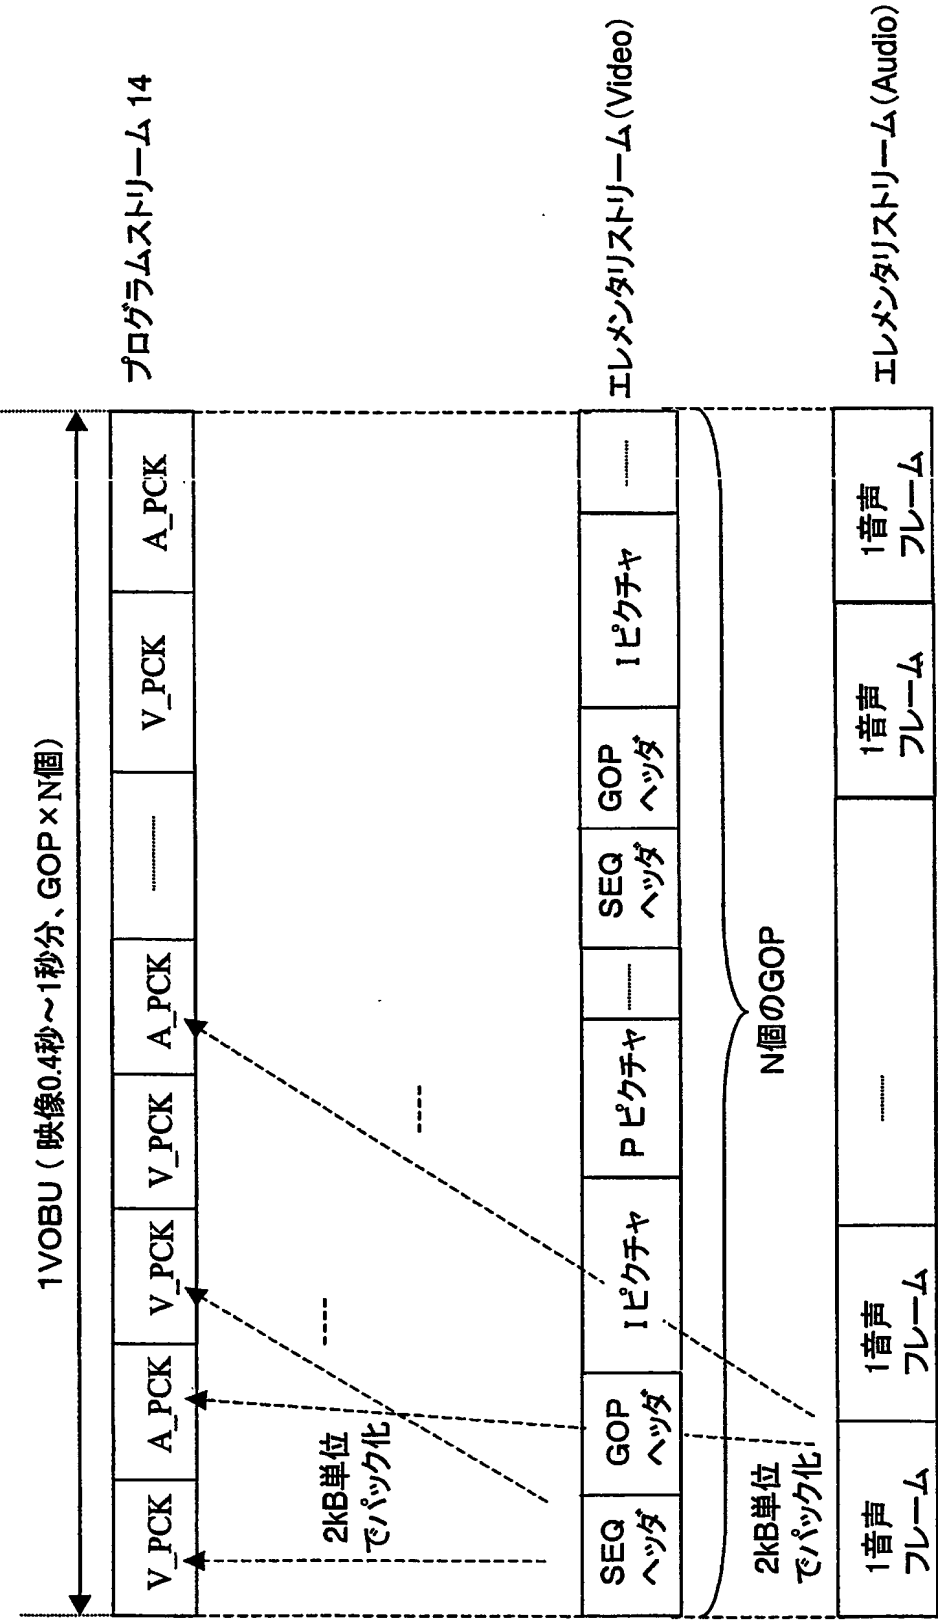 1VOBU（映像0.4秒～1秒分、GOP×N個）
V_PCK
A_PCK
V_PCK
V_PCK
A_PCK
V_PCK
A_PCK
プログラムストリーム 14
2kB単位
でパック化
SEQ
ヘッダ
GOP
ヘッダ
I ピクチャ
P ピクチャ
SEQ
ヘッダ
GOP
ヘッダ
I ピクチャ
エレメンタリストリーム（Video）
N個のGOP
2kB単位
でパック化
1音声
フレーム
1音声
フレーム
1音声
フレーム
1音声
フレーム
エレメンタリストリーム（Audio）